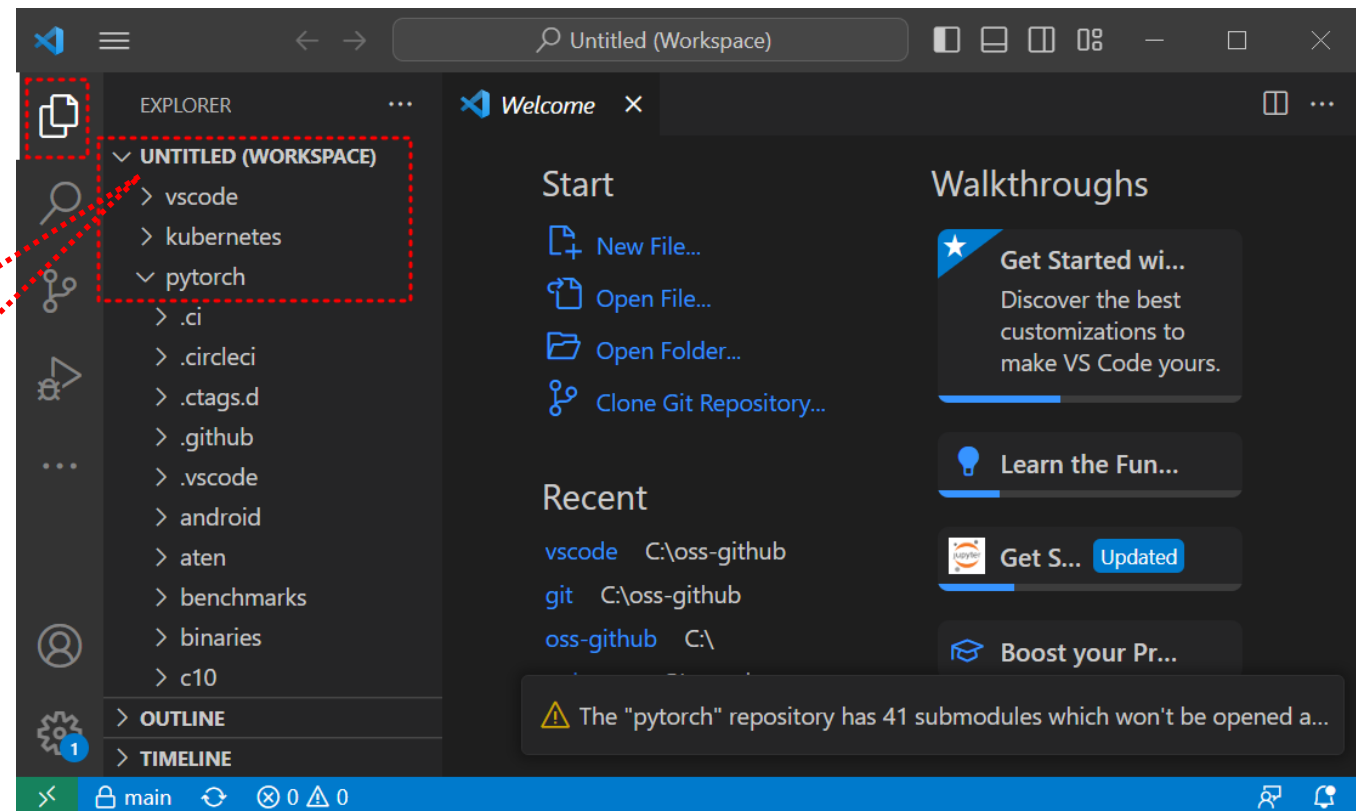 Untitled (Workspace)
EXPLORER
Welcome
UNTITLED (WORKSPACE)
vscode
kubernetes
pytorch
.ci
.circleci
.ctags.d
.github
.vscode
android
aten
benchmarks
binaries
c10
OUTLINE
TIMELINE
Start
New File...
Open File...
Open Folder...
Clone Git Repository...
Recent
vscode C:\oss-github
git C:\oss-github
oss-github C:\
Walkthroughs
Get Started wi...
Discover the best
customizations to
make VS Code yours.
Learn the Fun...
Get S... Updated
Boost your Pr...
The "pytorch" repository has 41 submodules which won't be opened a...
1
main 0 0